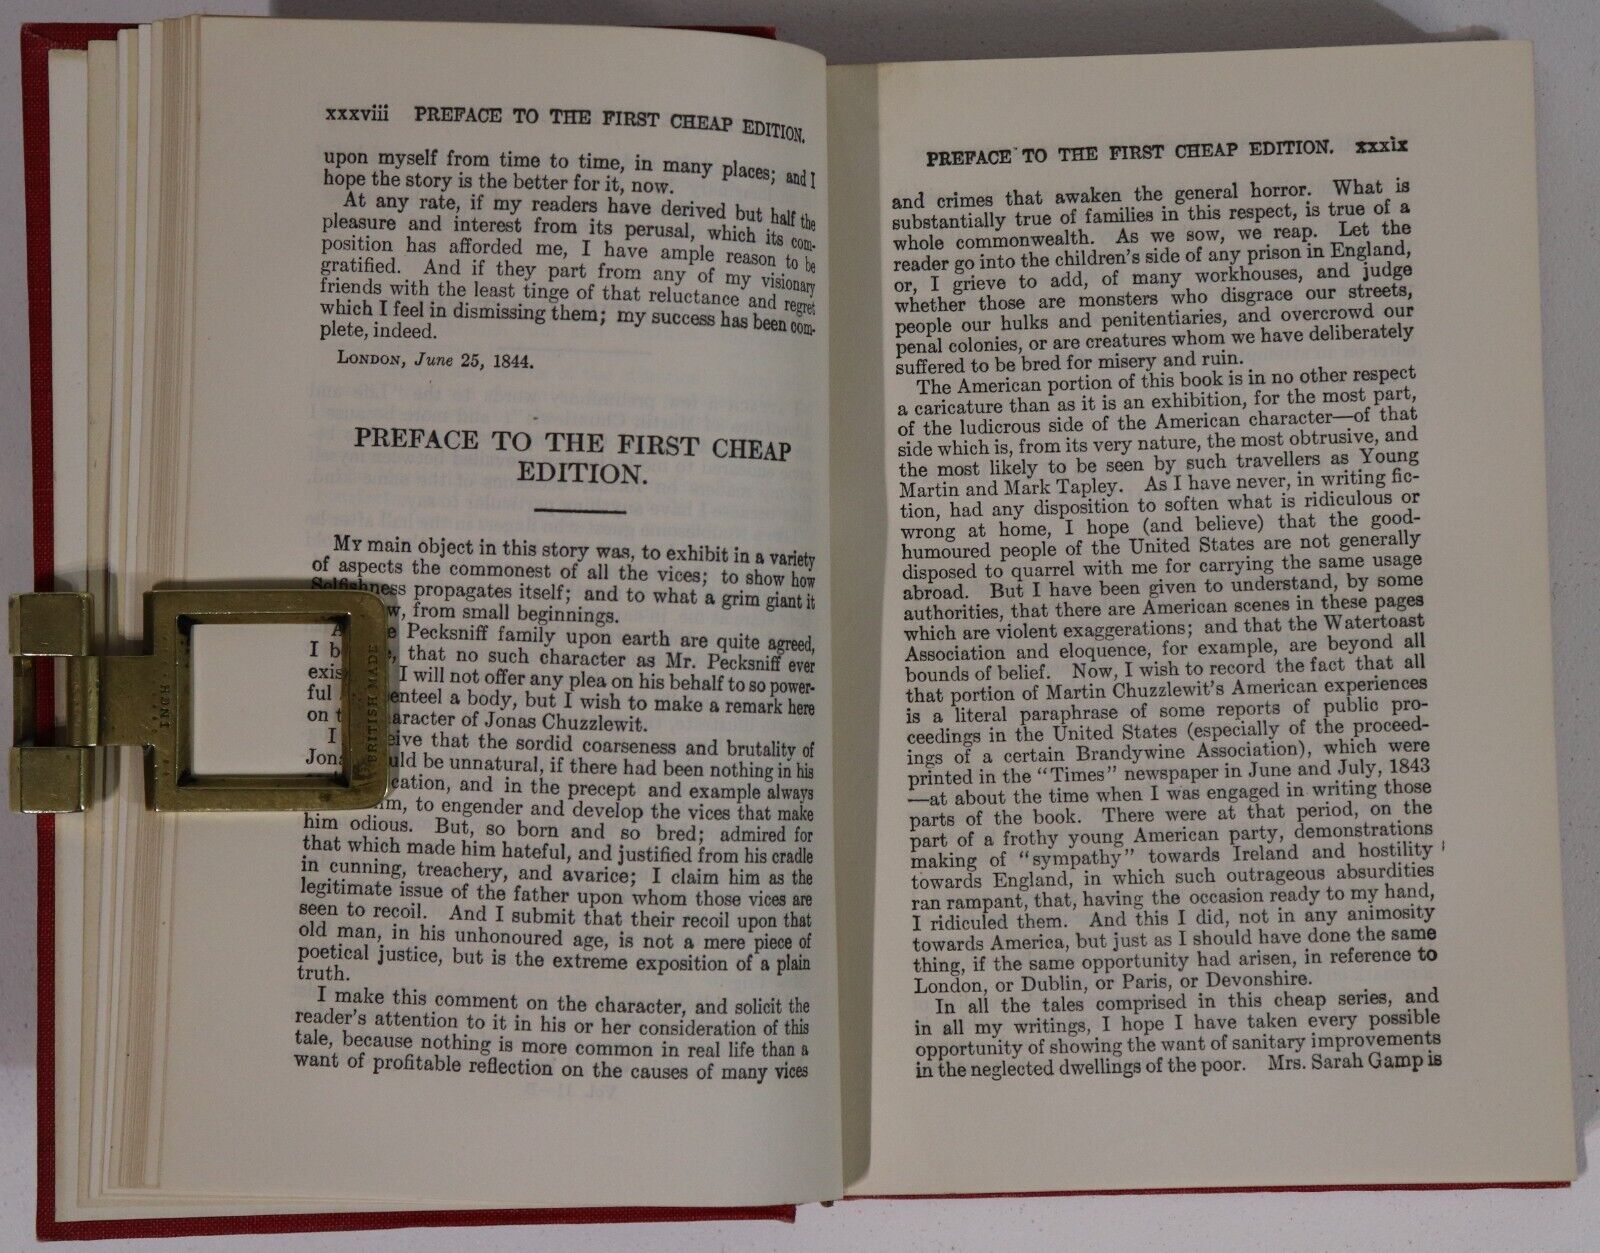 xxxviii PREFACE TO THE FIRST CHEAP EDITION.
upon myself from time to time, in many places; and I
hope the story is the better for it, now.
At any rate, if my readers have derived but half the
pleasure and interest from its perusal, which its com-
position has afforded me, I have ample reason to be
gratified. And if they part from any of my visionary
friends with the least tinge of that reluctance and regret
which I feel in dismissing them; my success has been com-
plete, indeed.
LONDON, June 25, 1844.
PREFACE TO THE FIRST CHEAP
EDITION.
MY main object in this story was, to exhibit in a variety
of aspects the commonest of all the vices; to show how
Selfishness propagates itself; and to what a grim giant it
from small beginnings.
Pecksniff family upon earth are quite agreed,
I that no such character as Mr. Pecksniff ever
I will not offer any plea on his behalf to so power-
ful a body, but I wish to make a remark here
on of Jonas Chuzzlewit.
I that the sordid coarseness and brutality of
be unnatural, if there had been nothing in his
and in the precept and example always
to engender and develop the vices that make
him odious. But, so born and so bred; admired for
that which made him hateful, and justified from his cradle
in cunning, treachery, and avarice; I claim him as the
legitimate issue of the father upon whom those vices are
seen to recoil. And I submit that their recoil upon that
old man, in his unhonoured age, is not a mere piece of
poetical justice, but is the extreme exposition of a plain
truth.
I make this comment on the character, and solicit the
reader's attention to it in his or her consideration of this
tale, because nothing is more common in real life than a
want of profitable reflection on the causes of many vices
INCH
BRITISH MADE
PREFACE TO THE FIRST CHEAP EDITION. xxxix
and crimes that awaken the general horror. What is
substantially true of families in this respect, is true of a
whole commonwealth. As we sow, we reap. Let the
reader go into the children's side of any prison in England,
or, I grieve to add, of many workhouses, and judge
whether those are monsters who disgrace our streets,
people our hulks and penitentiaries, and overcrowd our
penal colonies, or are creatures whom we have deliberately
suffered to be bred for misery and ruin.
The American portion of this book is in no other respect
a caricature than as it is an exhibition, for the most part,
of the ludicrous side of the American character—of that
side which is, from its very nature, the most obtrusive, and
the most likely to be seen by such travellers as Young
Martin and Mark Tapley. As I have never, in writing fic-
tion, had any disposition to soften what is ridiculous or
wrong at home, I hope (and believe) that the good-
humoured people of the United States are not generally
disposed to quarrel with me for carrying the same usage
abroad. But I have been given to understand, by some
authorities, that there are American scenes in these pages
which are violent exaggerations; and that the Watertoast
Association and eloquence, for example, are beyond all
bounds of belief. Now, I wish to record the fact that all
that portion of Martin Chuzzlewit's American experiences
is a literal paraphrase of some reports of public pro-
ceedings in the United States (especially of the proceed-
ings of a certain Brandywine Association), which were
printed in the "Times" newspaper in June and July, 1843
—at about the time when I was engaged in writing those
parts of the book. There were at that period, on the
part of a frothy young American party, demonstrations
making of "sympathy" towards Ireland and hostility
towards England, in which such outrageous absurdities
ran rampant, that, having the occasion ready to my hand,
I ridiculed them. And this I did, not in any animosity
towards America, but just as I should have done the same
thing, if the same opportunity had arisen, in reference to
London, or Dublin, or Paris, or Devonshire.
In all the tales comprised in this cheap series, and
in all my writings, I hope I have taken every possible
opportunity of showing the want of sanitary improvements
in the neglected dwellings of the poor. Mrs. Sarah Gamp is